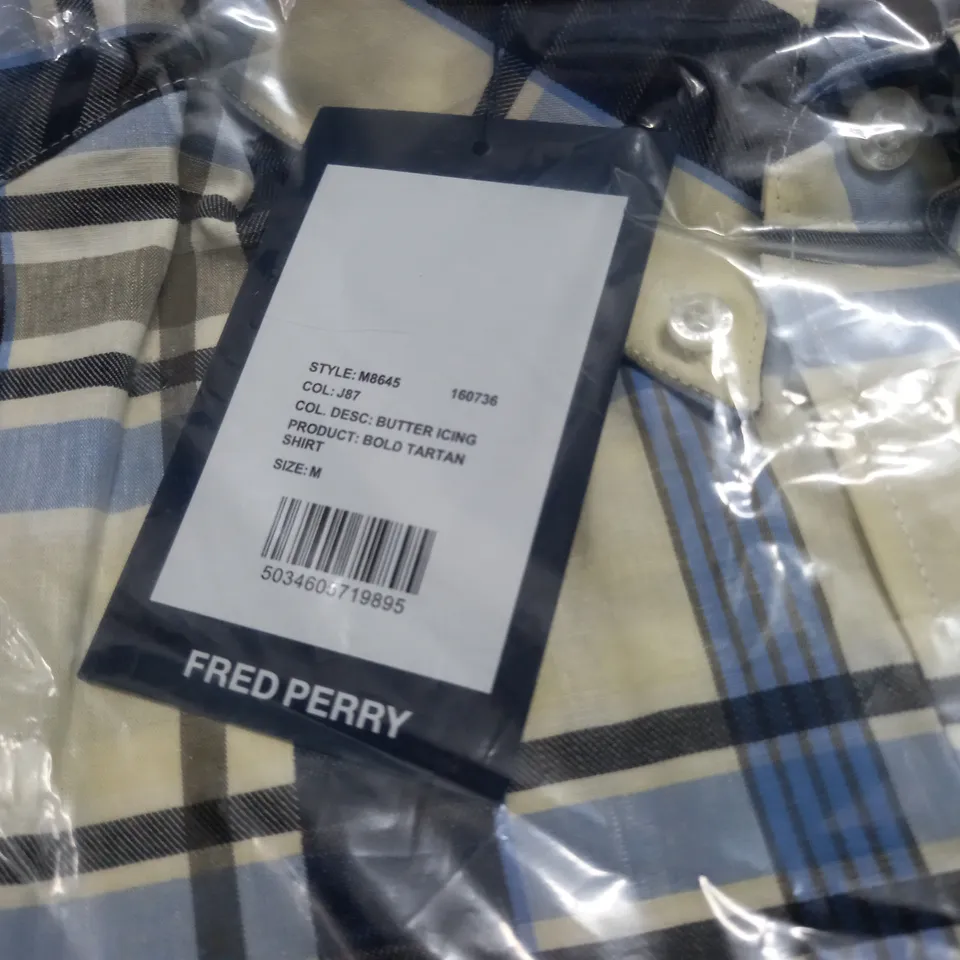 STYLE: M8645 160736
COL: J87
COL. DESC: BUTTER ICING
PRODUCT: BOLD TARTAN
SHIRT
SIZE: M
5034605719895
FRED PERRY